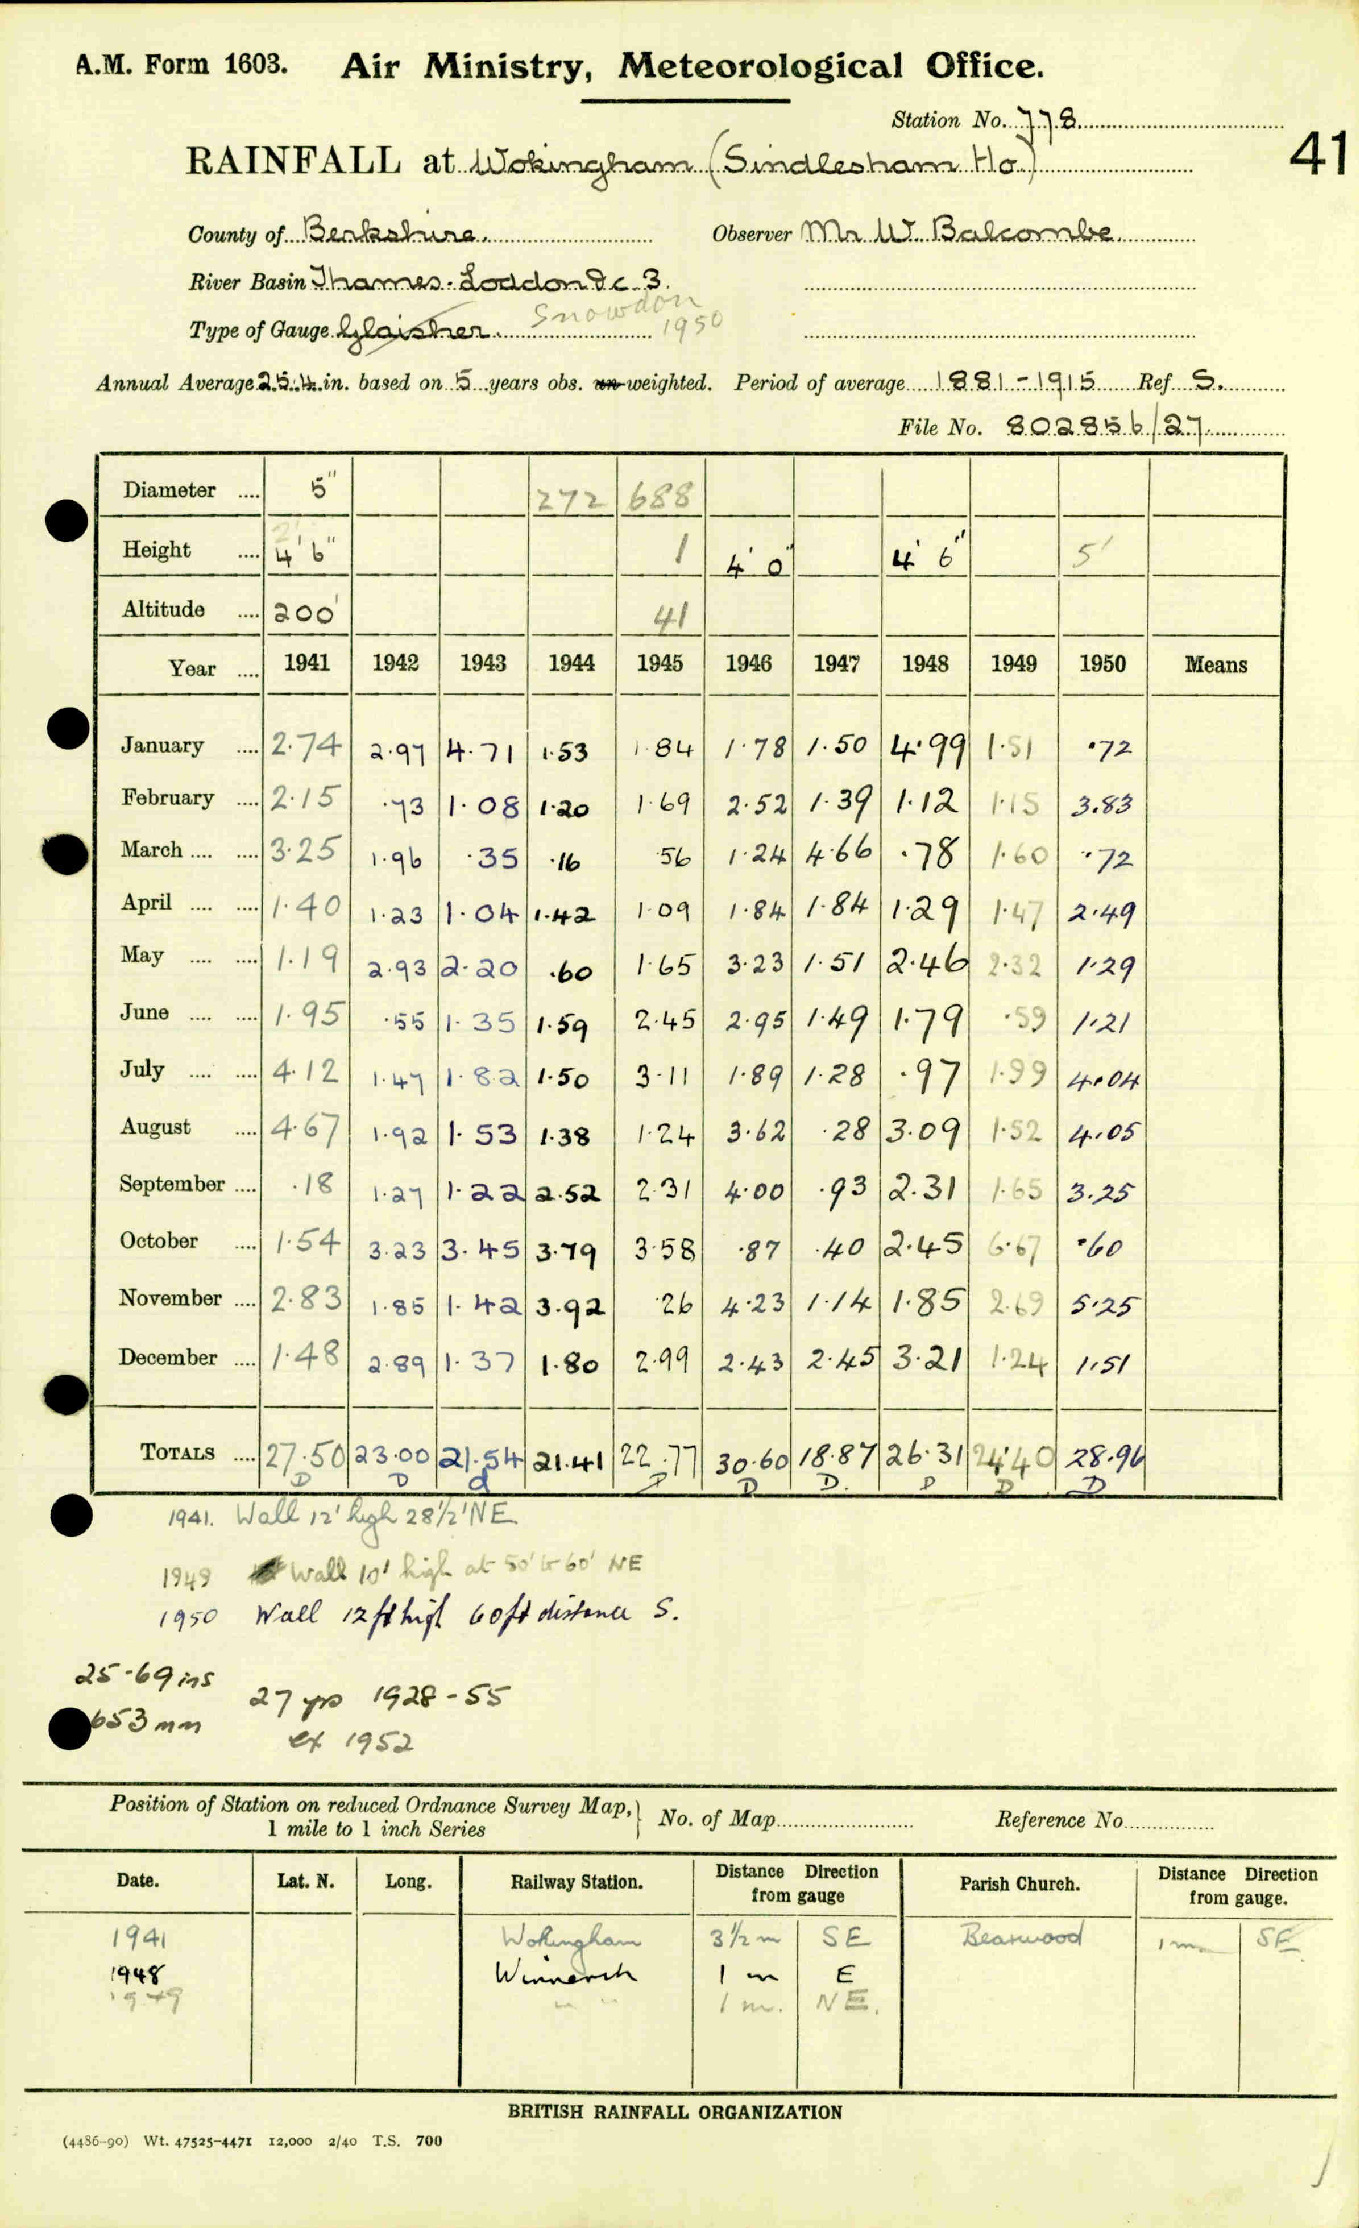 A.M. Form 1603. Air Ministry, Meteorological Office.
Station No. 778
41
RAINFALL at Wokingham (Sindlesham Ho.)
County of Berkshire. Observer Mr W. Balcombe.
River Basin Thames-Loddon &c 3.
Type of Gauge Glaisher. Snowdon 1950
Annual Average 25.4 in. based on 5 years obs. un-weighted. Period of average 1881-1915 Ref S.
File No. 802856/27
Diameter .... 5" 272 688
Height .... 2' 4' 6" 1 4' 0" 4' 6" 5'
Altitude .... 200' 41
Year .... 1941 1942 1943 1944 1945 1946 1947 1948 1949 1950 Means
January .... 2.74 2.97 4.71 1.53 1.84 1.78 1.50 4.99 1.51 .72
February .... 2.15 .73 1.08 1.20 1.69 2.52 1.39 1.12 1.15 3.83
March .... .... 3.25 1.96 .35 .16 .56 1.24 4.66 .78 1.60 .72
April .... .... 1.40 1.23 1.04 1.42 1.09 1.84 1.84 1.29 1.47 2.49
May .... .... 1.19 2.93 2.20 .60 1.65 3.23 1.51 2.46 2.32 1.29
June .... .... 1.95 .55 1.35 1.59 2.45 2.95 1.49 1.79 .59 1.21
July .... .... 4.12 1.47 1.82 1.50 3.11 1.89 1.28 .97 1.99 4.04
August .... 4.67 1.92 1.53 1.38 1.24 3.62 .28 3.09 1.52 4.05
September .... .18 1.27 1.22 2.52 2.31 4.00 .93 2.31 1.65 3.25
October .... 1.54 3.23 3.45 3.79 3.58 .87 .40 2.45 6.67 .60
November .... 2.83 1.85 1.42 3.92 .26 4.23 1.14 1.85 2.69 5.25
December .... 1.48 2.89 1.37 1.80 2.99 2.43 2.45 3.21 1.24 1.51
TOTALS .... 27.50 23.00 21.54 21.41 22.77 30.60 18.87 26.31 24.40 28.96
D D d D D D. D D D
1941. Wall 12' high 28½' NE
1949 Wall 10' high at 50' to 60' NE
1950 Wall 12ft high 60ft distance S.
25.69 ins 27 yrs 1928-55
653 mm ex 1952
Position of Station on reduced Ordnance Survey Map, 1 mile to 1 inch Series } No. of Map Reference No
Date. Lat. N. Long. Railway Station. Distance Direction from gauge Parish Church. Distance Direction from gauge.
1941 Wokingham 3½ m SE Bearwood 1 m SE
1948 Winnersh 1 m E
1949 " " 1 m. NE.
BRITISH RAINFALL ORGANIZATION
(4486-90) Wt. 47525-4471 12,000 2/40 T.S. 700